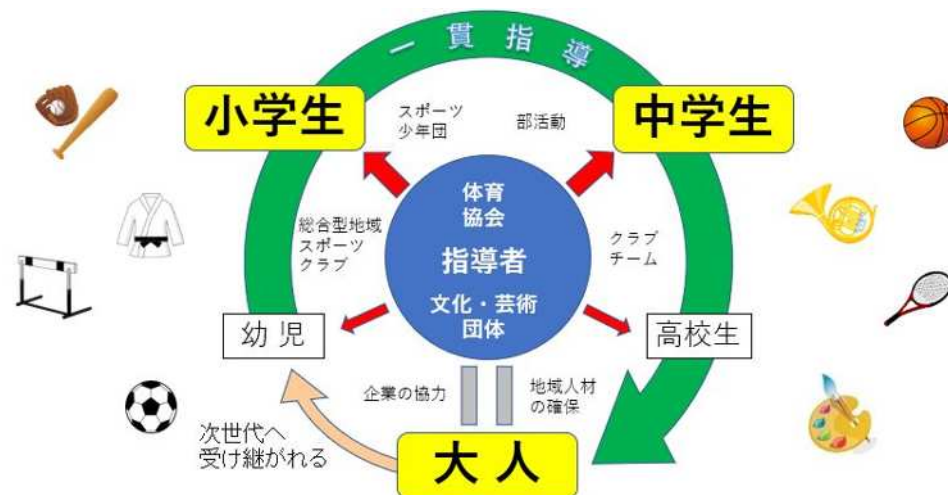 一貫指導
小学生
中学生
スポーツ
少年団
部活動
体育
協会
指導者
文化・芸術
団体
総合型地域
スポーツ
クラブ
クラブ
チーム
幼児
高校生
企業の協力
地域人材
の確保
次世代へ
受け継がれる
大人